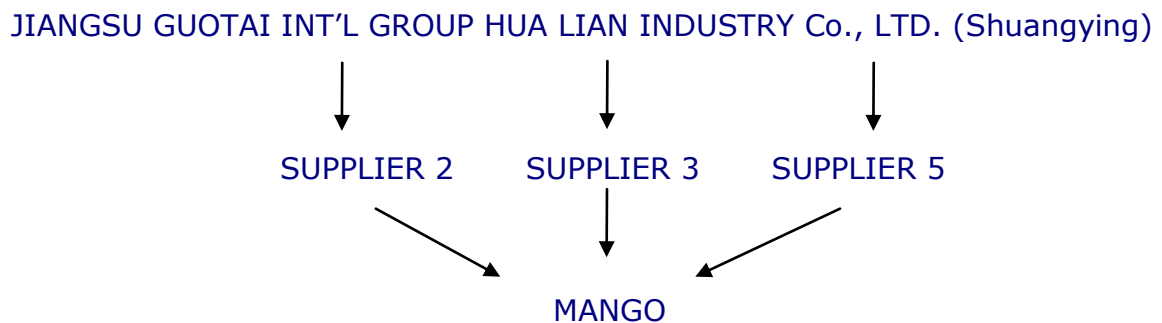 JIANGSU GUOTAI INT’L GROUP HUA LIAN INDUSTRY Co., LTD. (Shuangying)
SUPPLIER 2 SUPPLIER 3 SUPPLIER 5
MANGO